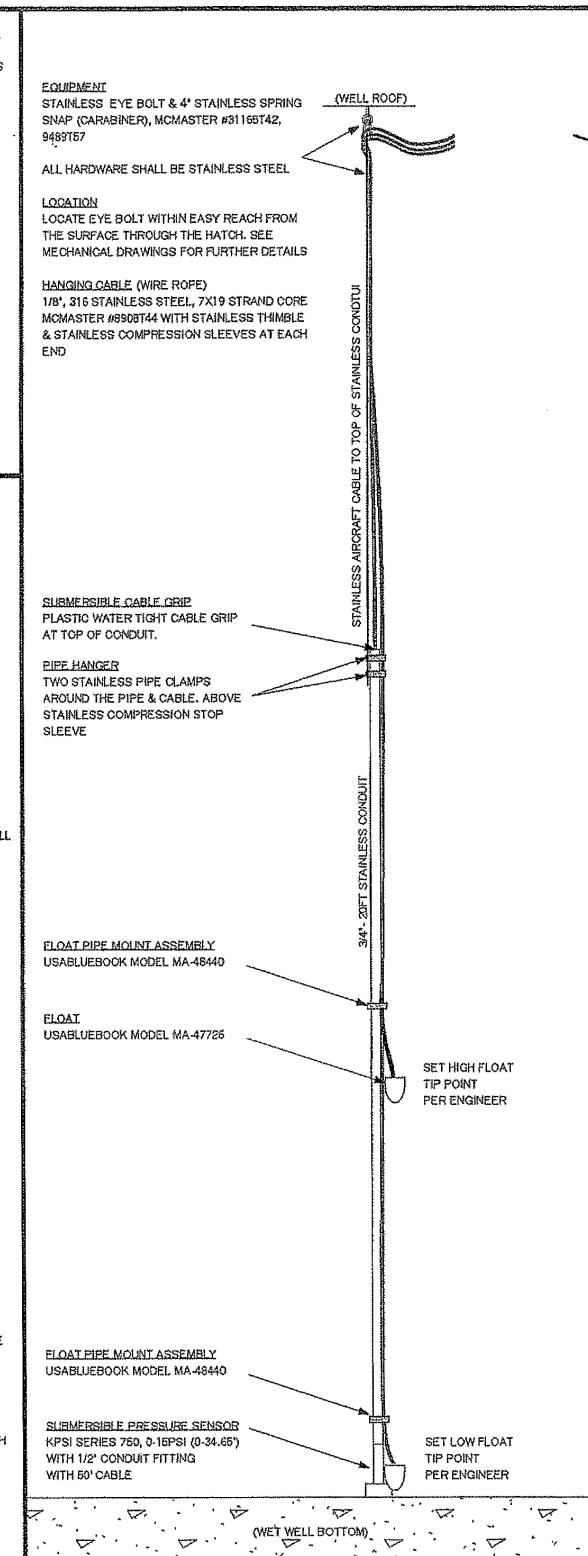 EQUIPMENT
STAINLESS EYE BOLT & 4" STAINLESS SPRING
SNAP (CARABINER), MCMASTER #31165T42,
9489T57
ALL HARDWARE SHALL BE STAINLESS STEEL
(WELL ROOF)
LOCATION
LOCATE EYE BOLT WITHIN EASY REACH FROM
THE SURFACE THROUGH THE HATCH. SEE
MECHANICAL DRAWINGS FOR FURTHER DETAILS
HANGING CABLE (WIRE ROPE)
1/8", 316 STAINLESS STEEL, 7X19 STRAND CORE
MCMASTER #8908T44 WITH STAINLESS THIMBLE
& STAINLESS COMPRESSION SLEEVES AT EACH
END
STAINLESS AIRCRAFT CABLE TO TOP OF STAINLESS CONDTUI
SUBMERSIBLE CABLE GRIP
PLASTIC WATER TIGHT CABLE GRIP
AT TOP OF CONDUIT.
PIPE HANGER
TWO STAINLESS PIPE CLAMPS
AROUND THE PIPE & CABLE. ABOVE
STAINLESS COMPRESSION STOP
SLEEVE
3/4" - 20FT STAINLESS CONDUIT
LL
FLOAT PIPE MOUNT ASSEMBLY
USABLUEBOOK MODEL MA-48440
FLOAT
USABLUEBOOK MODEL MA-47725
SET HIGH FLOAT
TIP POINT
PER ENGINEER
FLOAT PIPE MOUNT ASSEMBLY
USABLUEBOOK MODEL MA-48440
SUBMERSIBLE PRESSURE SENSOR
KPSI SERIES 750, 0-15PSI (0-34.65')
WITH 1/2" CONDUIT FITTING
WITH 50' CABLE
H
SET LOW FLOAT
TIP POINT
PER ENGINEER
(WET WELL BOTTOM)